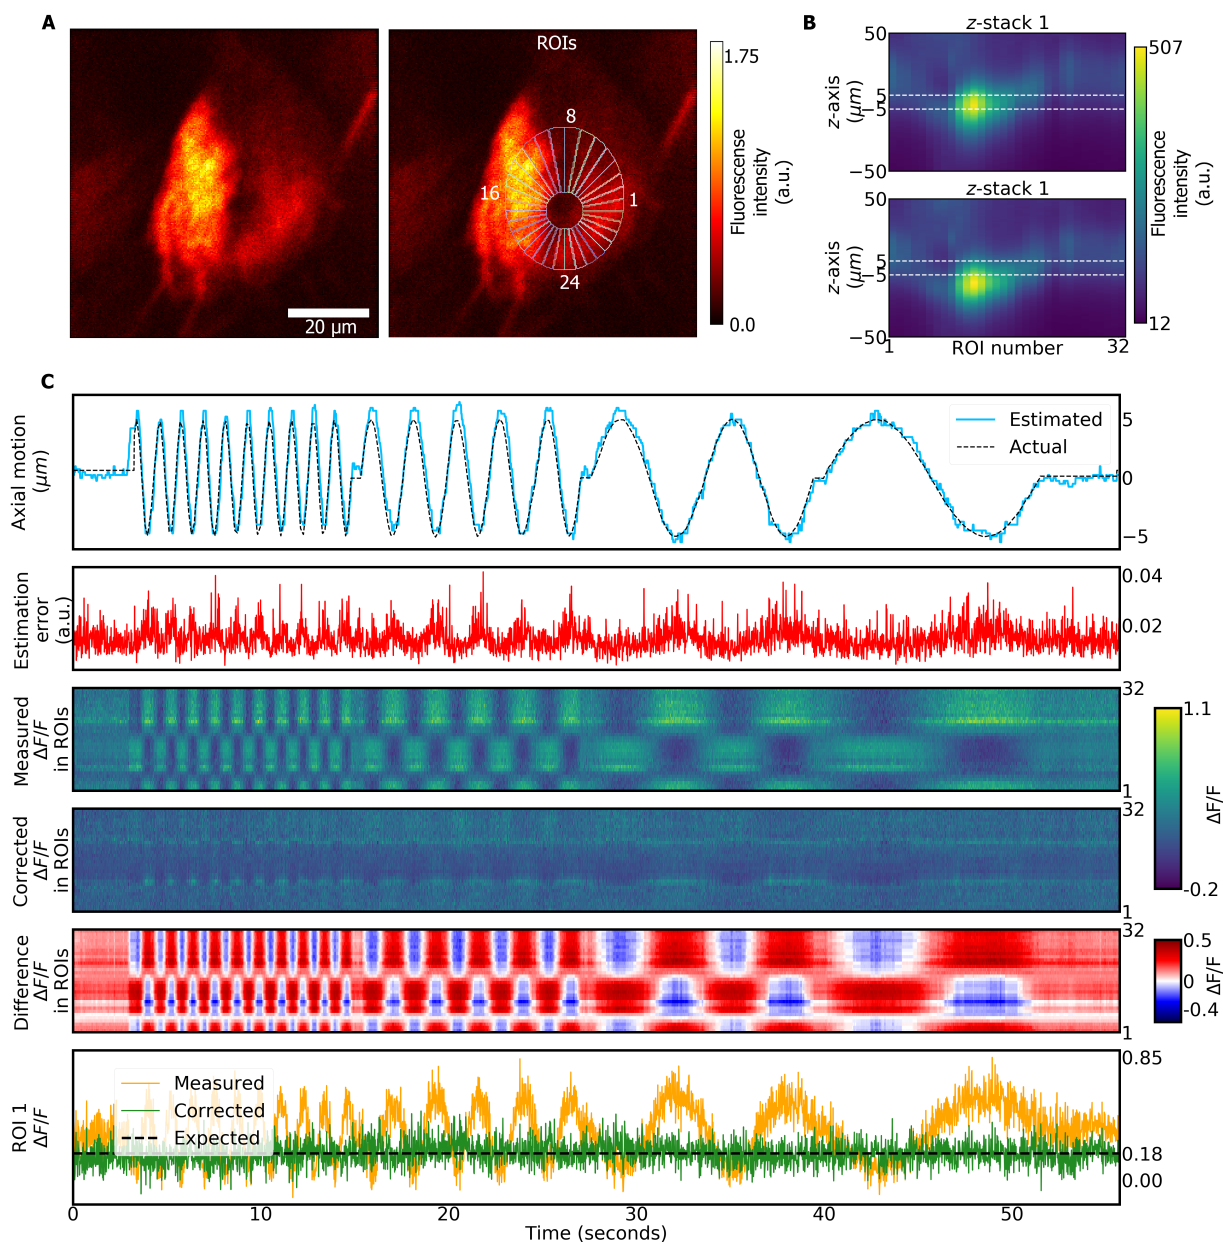 A
ROIs
8
16
1
24
20 µm
1.75
0.0
Fluorescense
intensity
(a.u.)
B
z-stack 1
50
5
−5
−50
z-axis
(µm)
z-stack 1
50
5
−5
−50
z-axis
(µm)
1
ROI number
32
507
12
Fluorescence
intensity
(a.u.)
C
Axial motion
(µm)
Estimated
Actual
5
0
−5
Estimation
error
(a.u.)
0.04
0.02
Measured
ΔF/F
in ROIs
32
1
Corrected
ΔF/F
in ROIs
32
1
1.1
-0.2
ΔF/F
Difference
ΔF/F
in ROIs
32
1
0.5
0
-0.4
ΔF/F
ROI 1
ΔF/F
Measured
Corrected
Expected
0.85
0.18
0.00
0
10
20
30
40
50
Time (seconds)